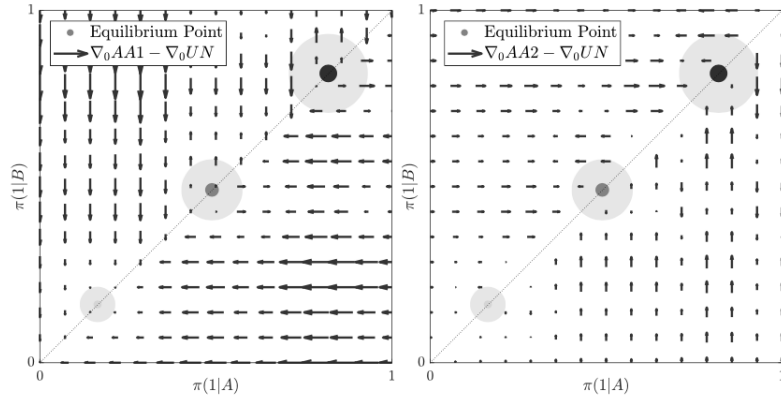 1
Equilibrium Point
∇₀AA1 − ∇₀UN
π(1|B)
0
0
π(1|A)
1
1
Equilibrium Point
∇₀AA2 − ∇₀UN
π(1|B)
0
0
π(1|A)
1